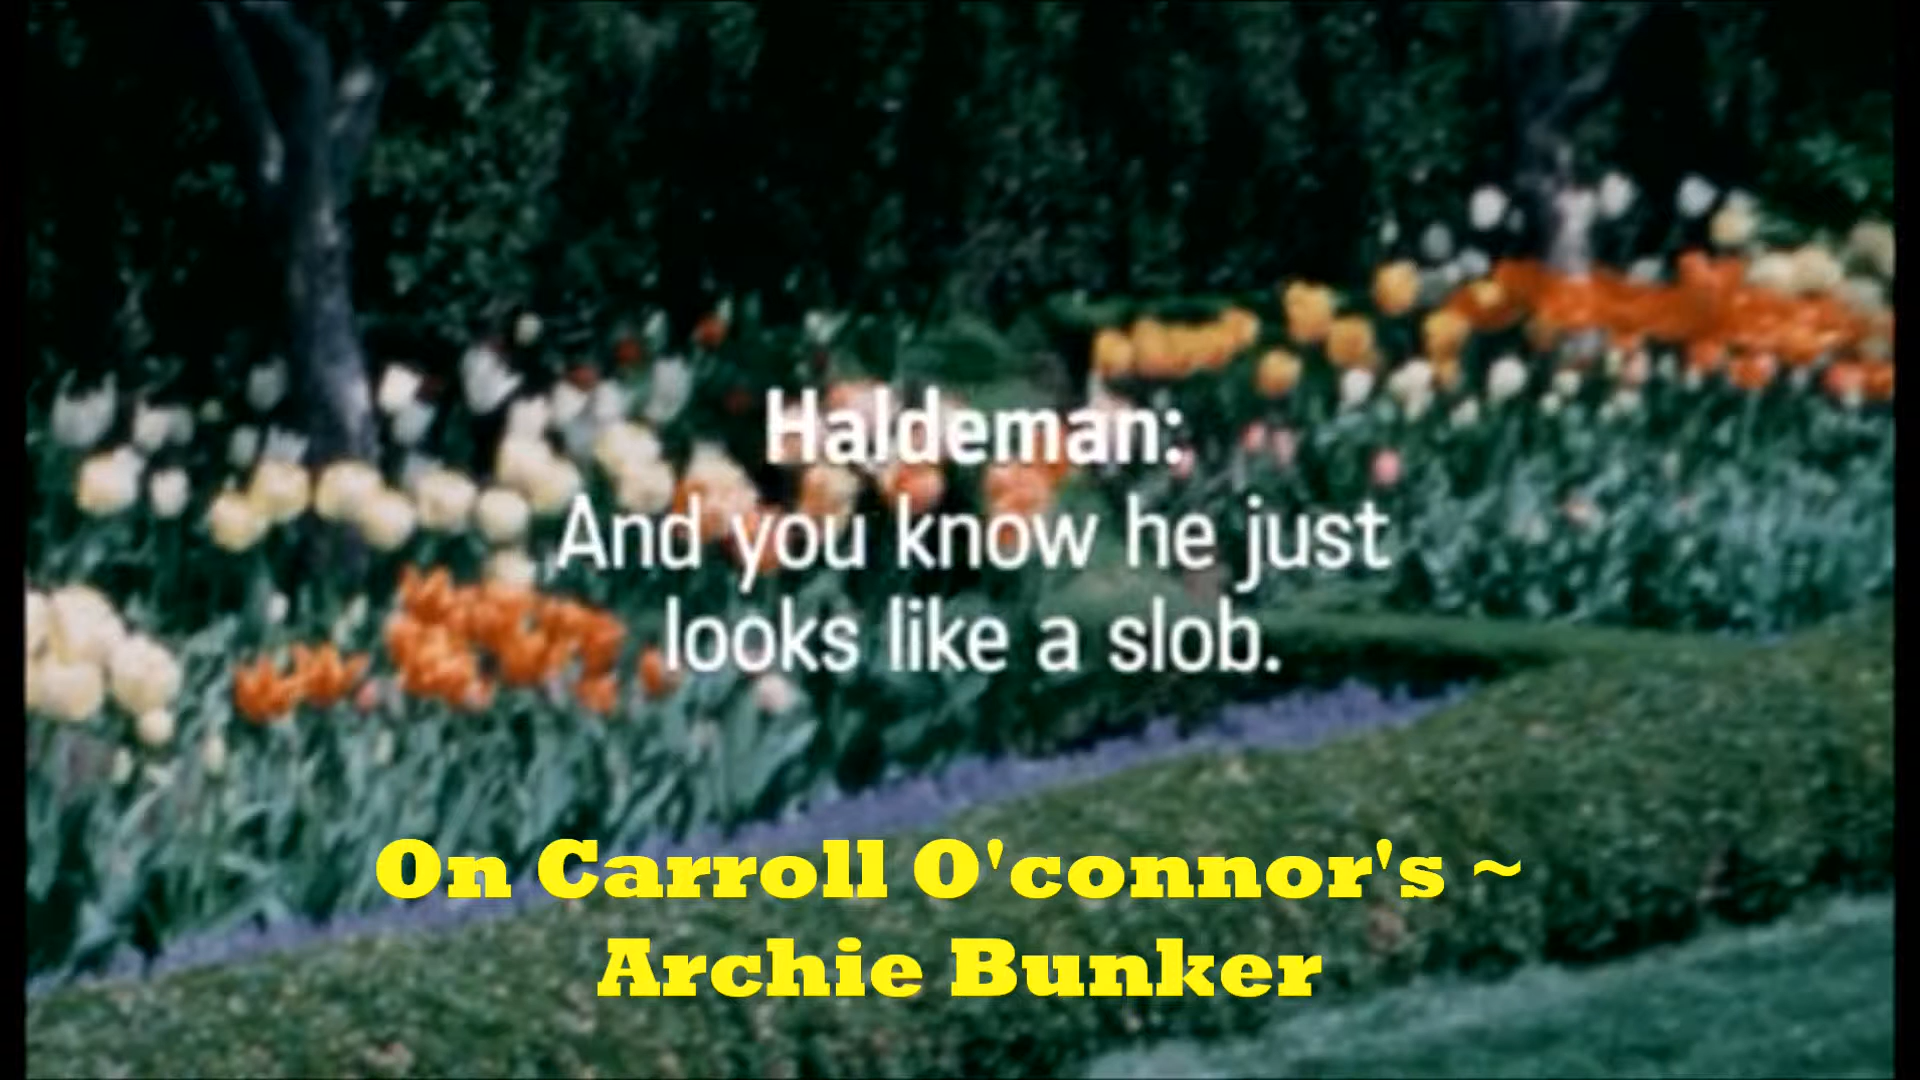 Haldeman:
And you know he just
looks like a slob.
On Carroll O'connor's ~
Archie Bunker